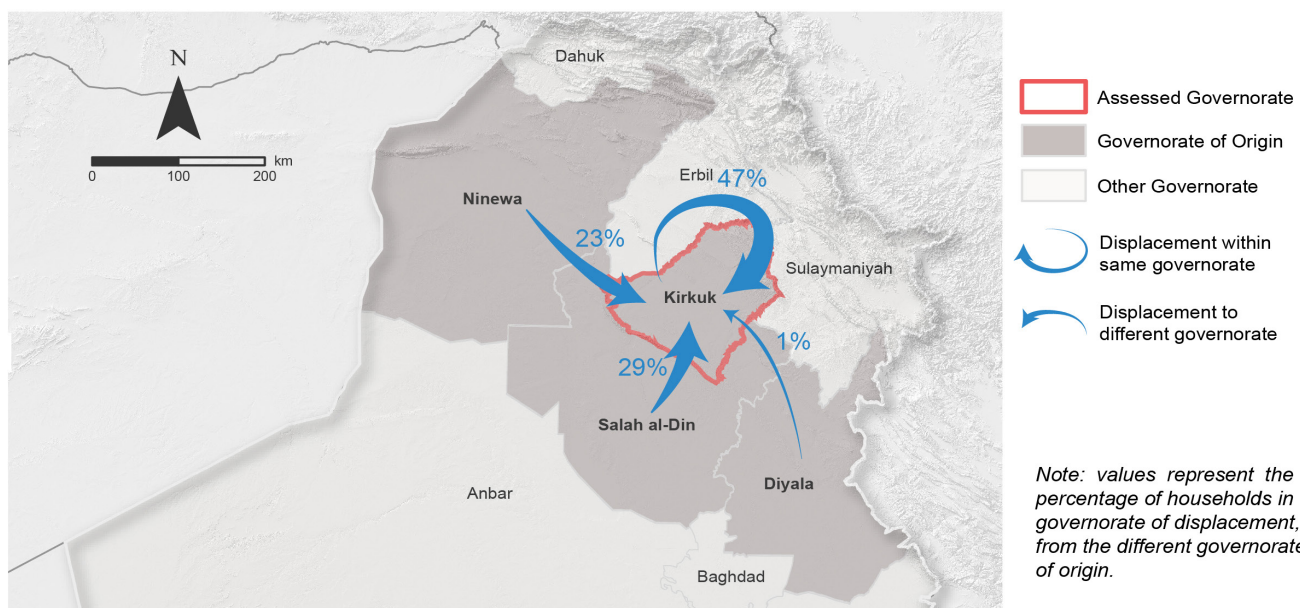 N
km
0 100 200
Dahuk
Erbil 47%
Ninewa
23%
Sulaymaniyah
Kirkuk
1%
29%
Salah al-Din
Diyala
Anbar
Baghdad
Assessed Governorate
Governorate of Origin
Other Governorate
Displacement within
same governorate
Displacement to
different governorate
Note: values represent the
percentage of households in
governorate of displacement,
from the different governorate
of origin.